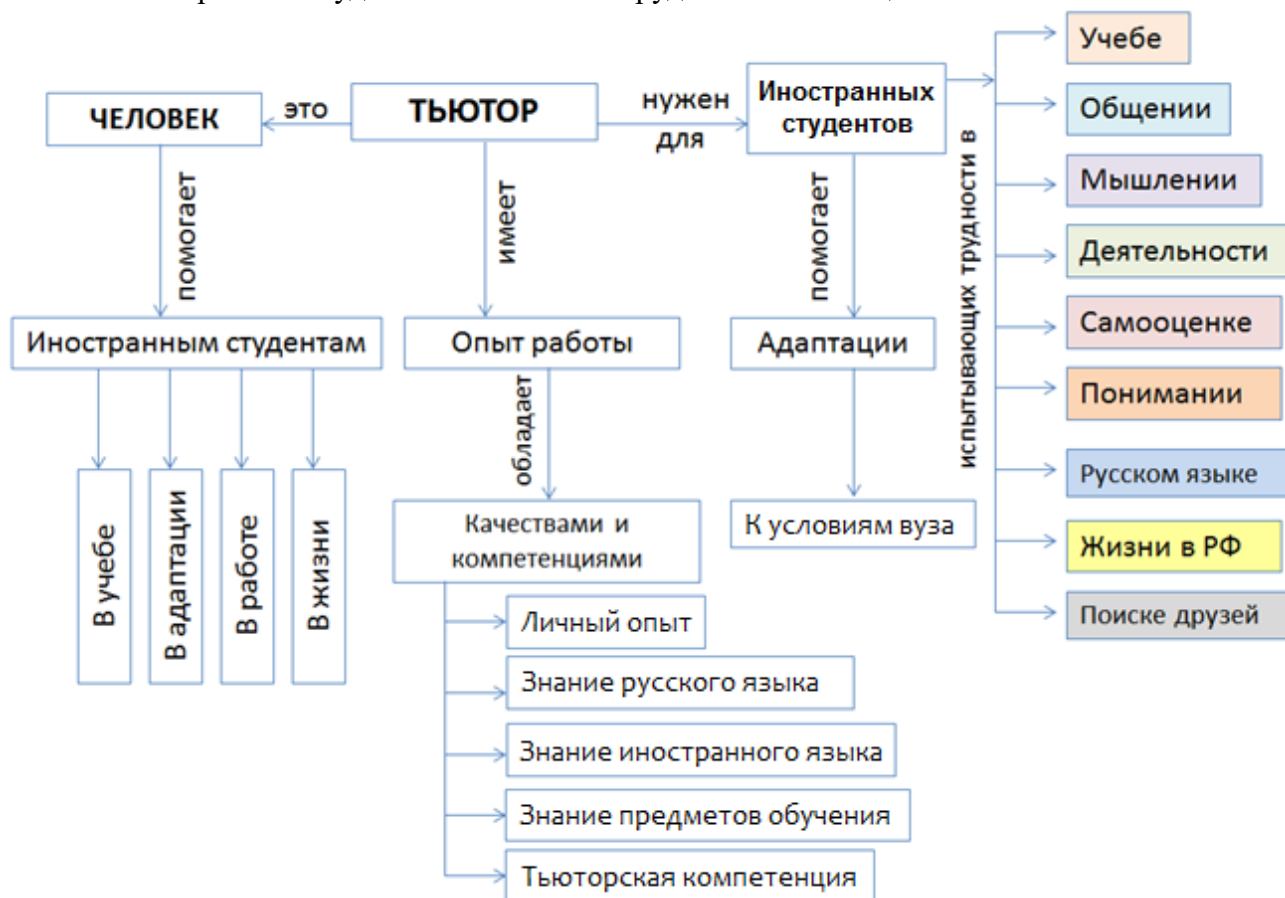 Учебе
ЧЕЛОВЕК
это
ТЬЮТОР
нужен
для
Иностранных
студентов
Общении
Мышлении
Деятельности
Самооценке
Понимании
Русском языке
Жизни в РФ
Поиске друзей
испытывающих трудности в
помогает
имеет
помогает
Иностранным студентам
Опыт работы
Адаптации
обладает
В учебе
В адаптации
В работе
В жизни
Качествами и
компетенциями
К условиям вуза
Личный опыт
Знание русского языка
Знание иностранного языка
Знание предметов обучения
Тьюторская компетенция